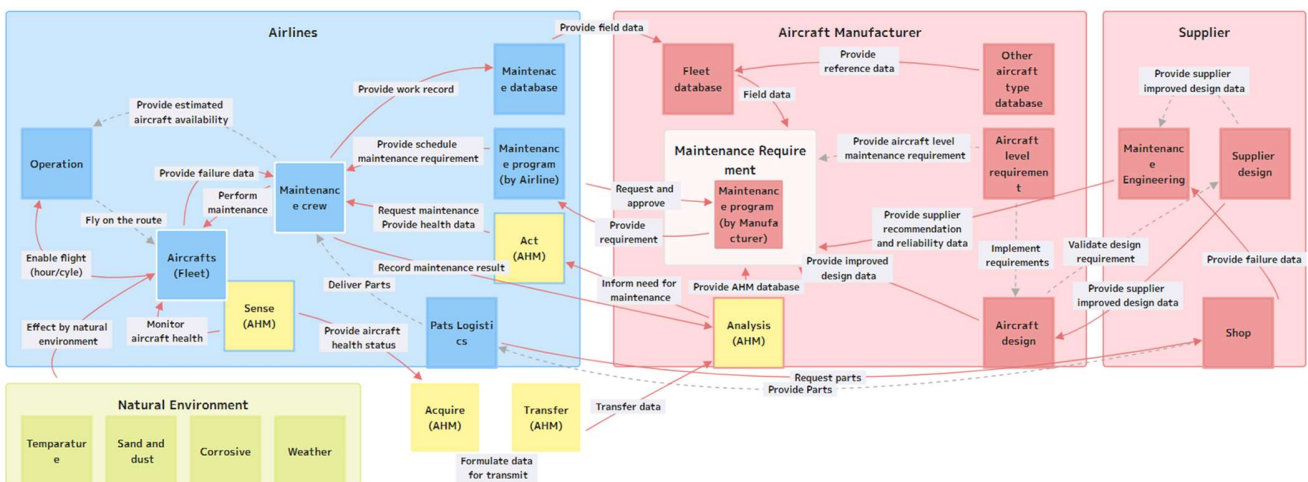 Airlines
Provide field data
Aircraft Manufacturer
Supplier
Maintenac
e database
Fleet
database
Provide
reference data
Other
aircraft
type
database
Provide supplier
improved design data
Provide work record
Field data
Provide estimated
aircraft availability
Operation
Provide schedule
maintenance requirement
Maintenanc
e program
(by Airline)
Maintenance Require
ment
Provide aircraft level
maintenance requirement
Aircraft
level
requiremen
t
Maintenanc
e
Engineering
Supplier
design
Provide failure data
Maintenanc
e crew
Perform
maintenance
Request and
approve
Maintenanc
e program
(by Manufa
cturer)
Fly on the route
Request maintenance
Provide health data
Provide
requirement
Provide supplier
recommendation
and reliability data
Act
(AHM)
Enable flight
(hour/cyle)
Aircrafts
(Fleet)
Record maintenance result
Provide improved
design data
Implement
requirements
Validate design
requirement
Provide failure data
Deliver Parts
Inform need for
maintenance
Provide AHM database
Provide supplier
improved design data
Effect by natural
environment
Monitor
aircraft health
Sense
(AHM)
Provide aircraft
health status
Pats Logisti
cs
Analysis
(AHM)
Aircraft
design
Shop
Request parts
Provide Parts
Natural Environment
Acquire
(AHM)
Transfer
(AHM)
Transfer data
Temparatur
e
Sand and
dust
Corrosive
Weather
Formulate data
for transmit